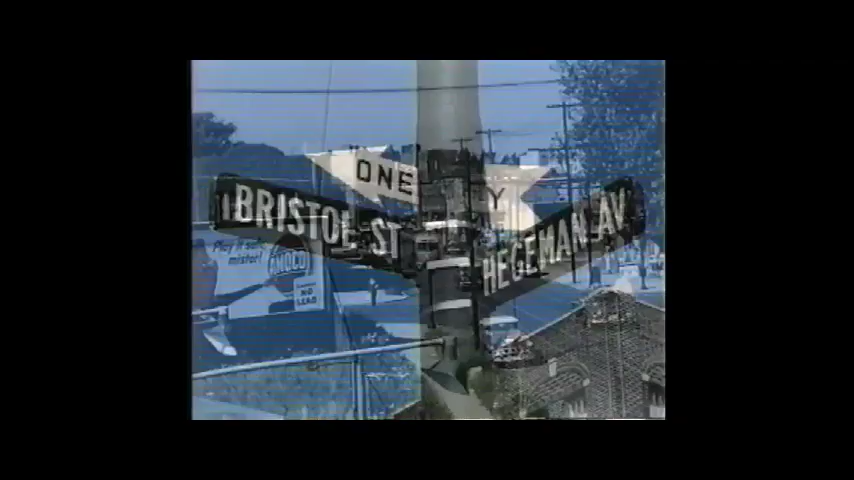 ONE
Y
BRISTOL ST
HEGEMAN AV
Play it safe
mister!
AMOCO
NO
LEAD